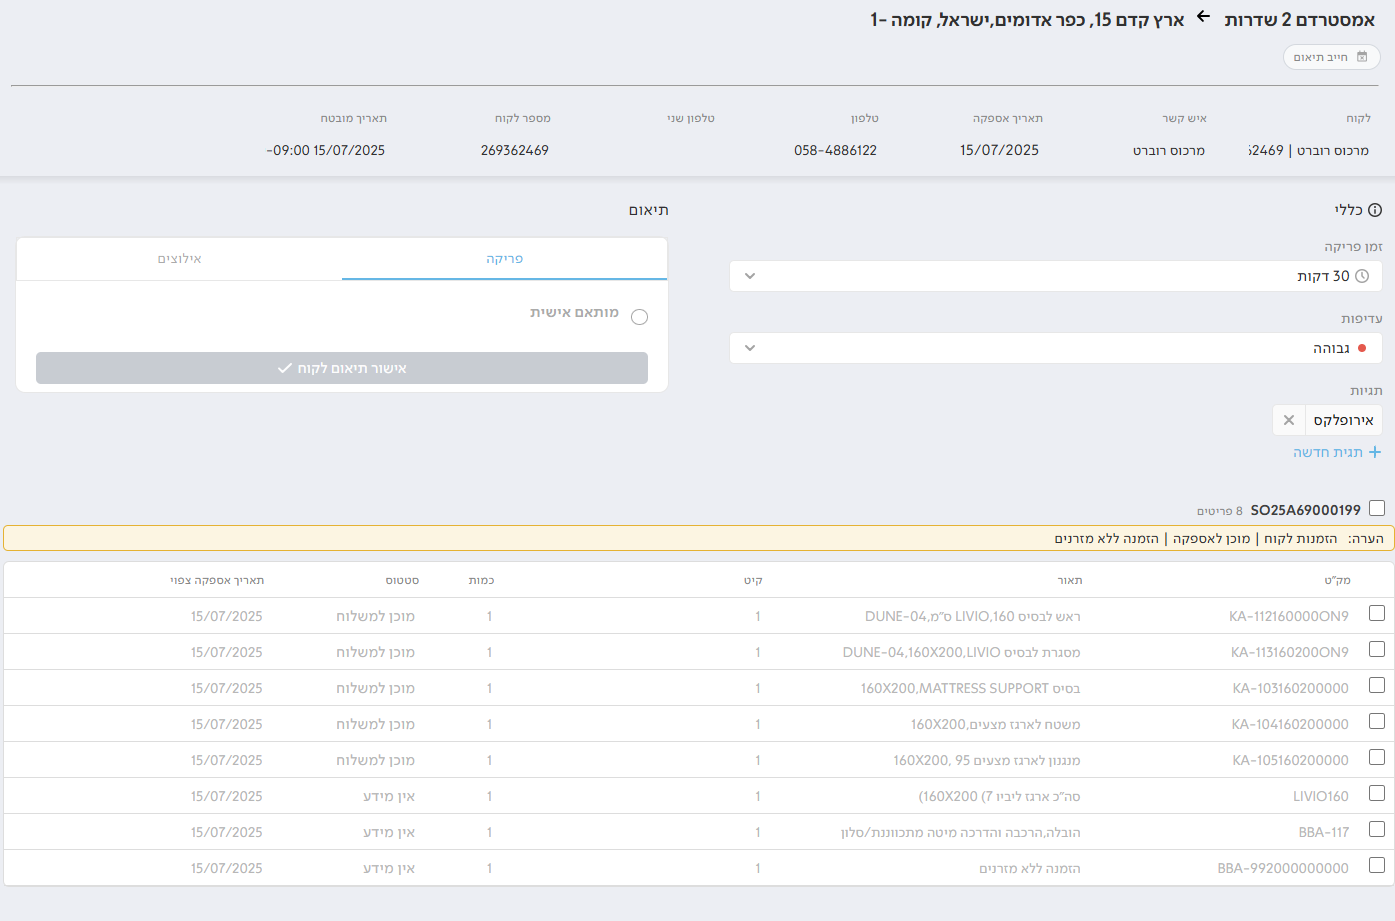 אמסטרדם 2 שדרות ← ארץ קדם 15, כפר אדומים,ישראל, קומה 1-
חייב תיאום
לקוח איש קשר תאריך אספקה טלפון טלפון שני מספר לקוח תאריך מובטח
מרכוס רוברט | 52469 מרכוס רוברט 15/07/2025 058-4886122 269362469 15/07/2025 09:00-
כללי
זמן פריקה
30 דקות
עדיפות
גבוהה
תגיות
אירופלקס
תגית חדשה
תיאום
פריקה אילוצים
מותאם אישית
אישור תיאום לקוח
SO25A69000199 8 פריטים
הערה: הזמנות לקוח | מוכן לאספקה | הזמנה ללא מזרנים
מק"ט תאור קיט כמות סטטוס תאריך אספקה צפוי
KA-112160000ON9 ראש לבסיס LIVIO,160 ס"מ,DUNE-04 1 1 מוכן למשלוח 15/07/2025
KA-113160200ON9 מסגרת לבסיס DUNE-04,160X200,LIVIO 1 1 מוכן למשלוח 15/07/2025
KA-103160200000 בסיס 160X200,MATTRESS SUPPORT 1 1 מוכן למשלוח 15/07/2025
KA-104160200000 משטח לארגז מצעים,160X200 1 1 מוכן למשלוח 15/07/2025
KA-105160200000 מנגנון לארגז מצעים 95 ,160X200 1 1 מוכן למשלוח 15/07/2025
LIVIO160 סה"כ ארגז ליביו 7) 160X200) 1 1 אין מידע 15/07/2025
BBA-117 הובלה,הרכבה והדרכה מיטה מתכווננת/סלון 1 1 אין מידע 15/07/2025
BBA-992000000000 הזמנה ללא מזרנים 1 1 אין מידע 15/07/2025